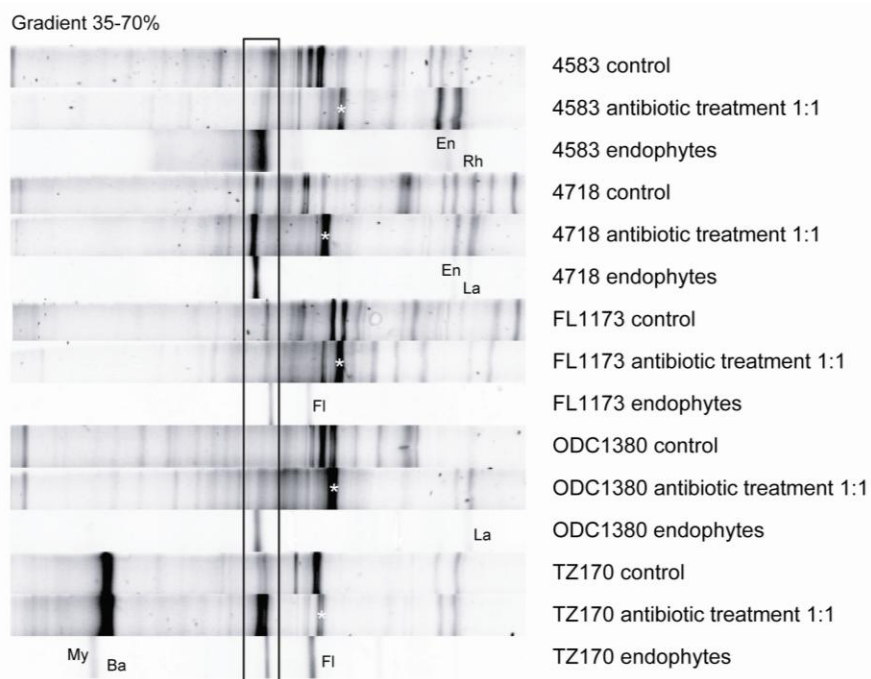 Gradient 35-70%
4583 control
* 4583 antibiotic treatment 1:1
En
Rh
4583 endophytes
4718 control
* 4718 antibiotic treatment 1:1
En
La
4718 endophytes
FL1173 control
* FL1173 antibiotic treatment 1:1
Fl FL1173 endophytes
ODC1380 control
* ODC1380 antibiotic treatment 1:1
La ODC1380 endophytes
TZ170 control
* TZ170 antibiotic treatment 1:1
My
Ba Fl TZ170 endophytes